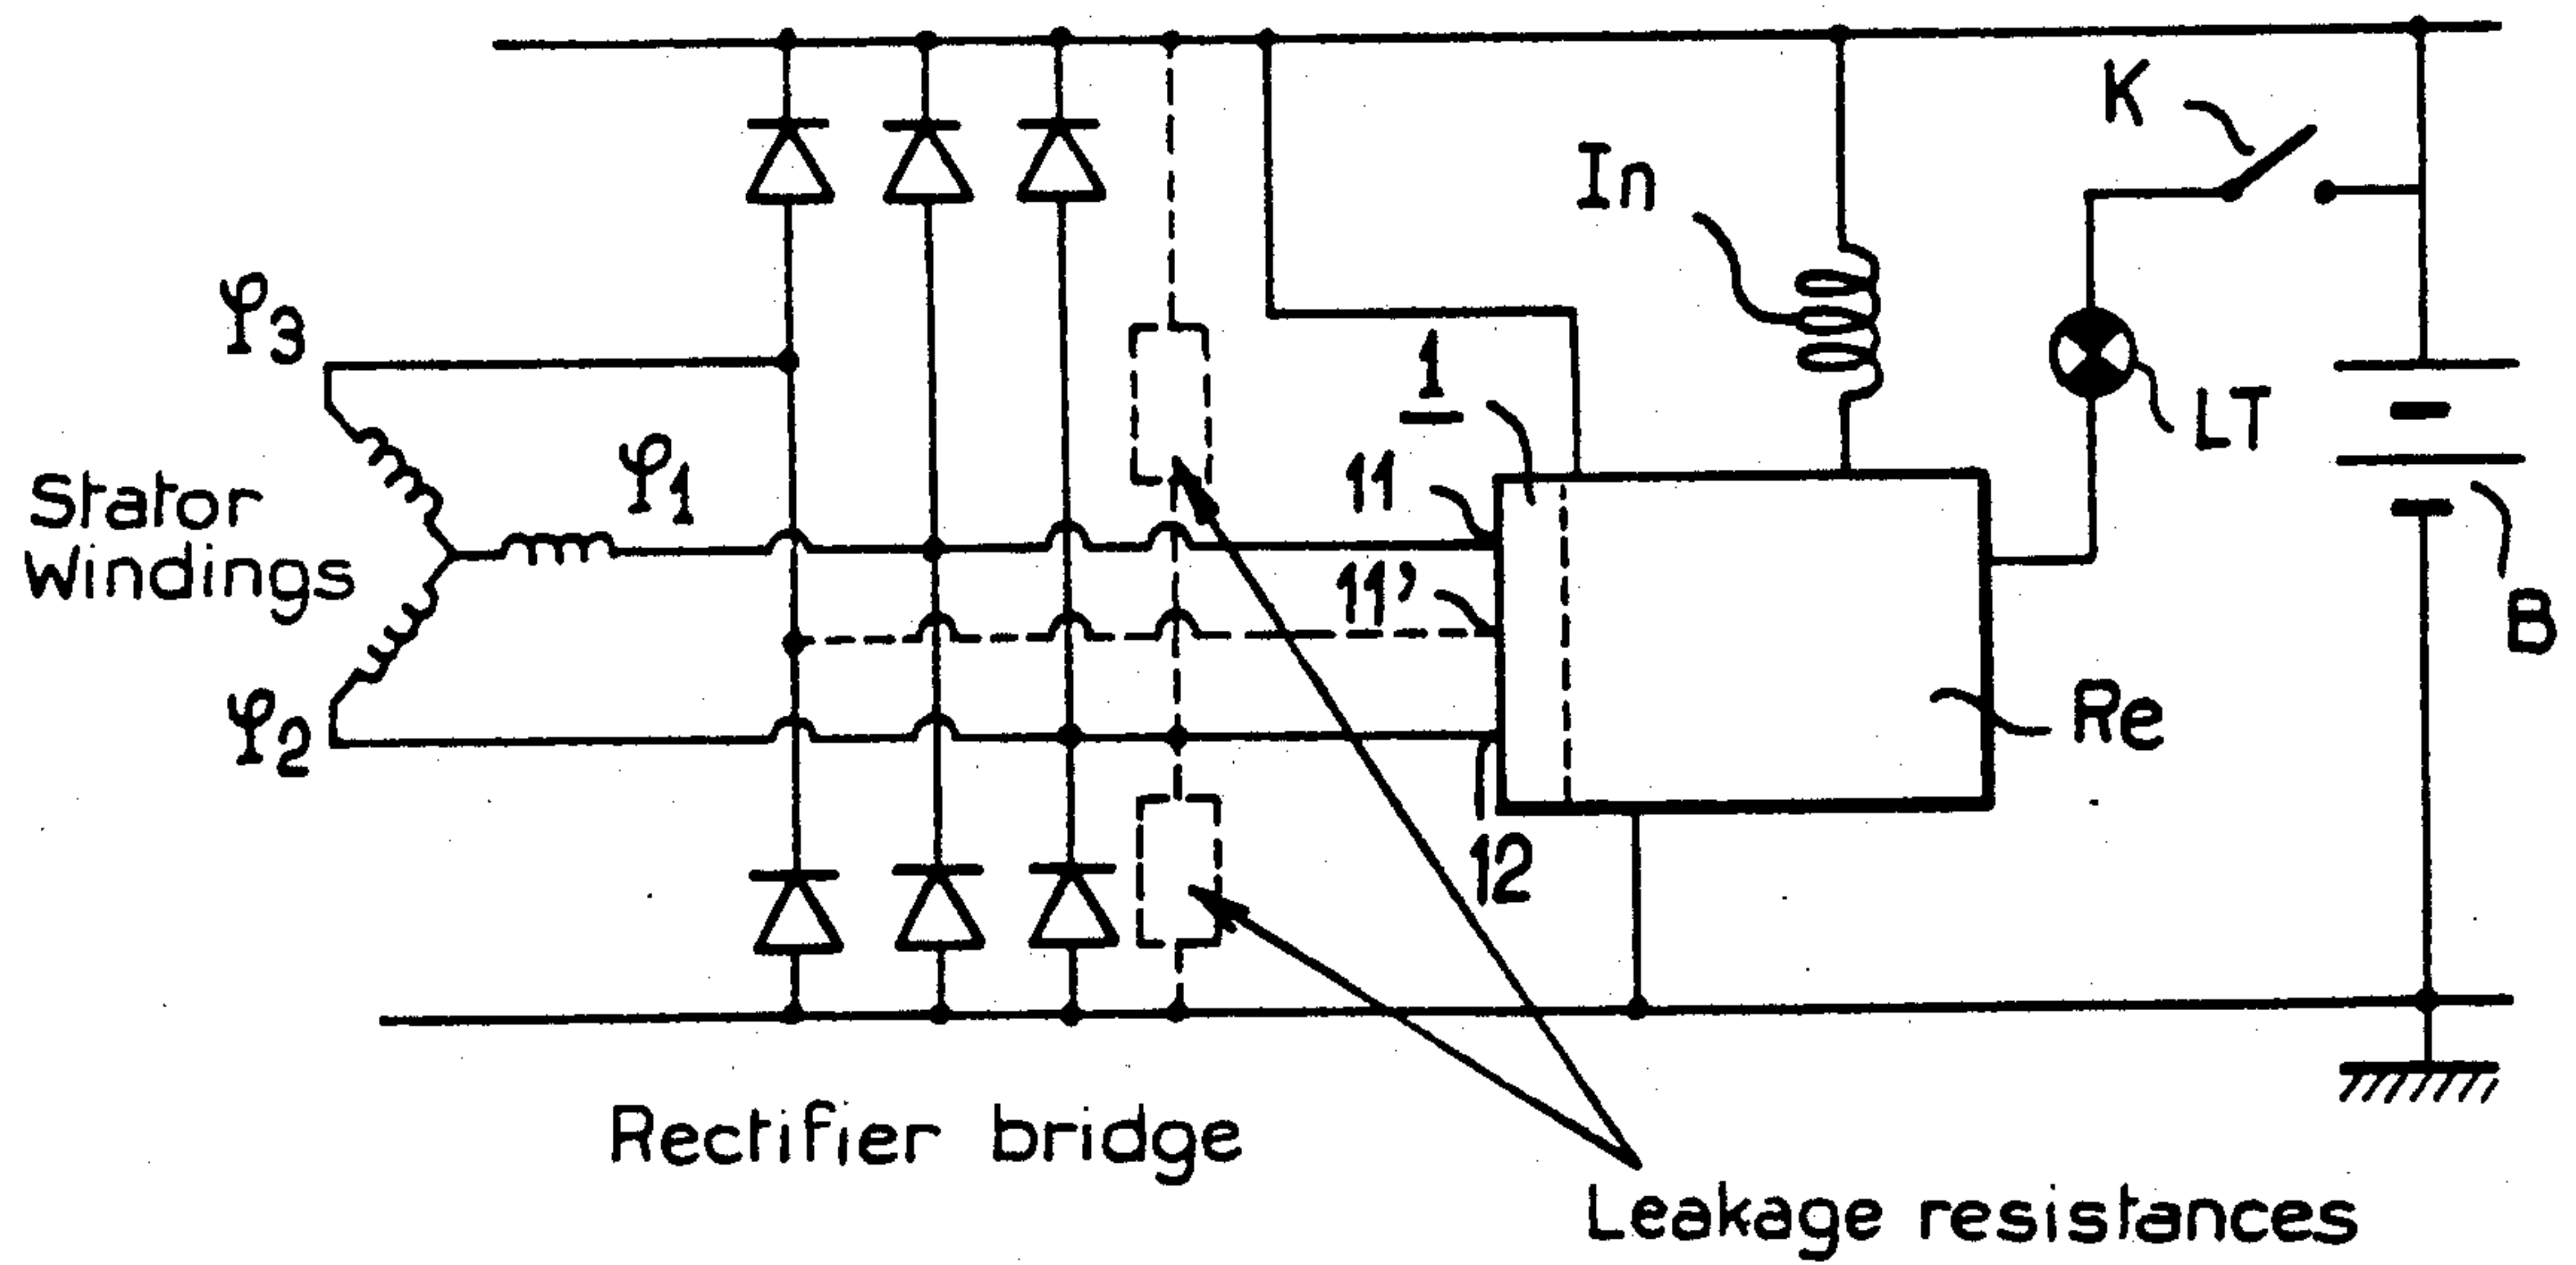 K
In
φ3
1
LT
φ1
11
Stator
Windings
11'
B
φ2
Re
12
Rectifier bridge
Leakage resistances